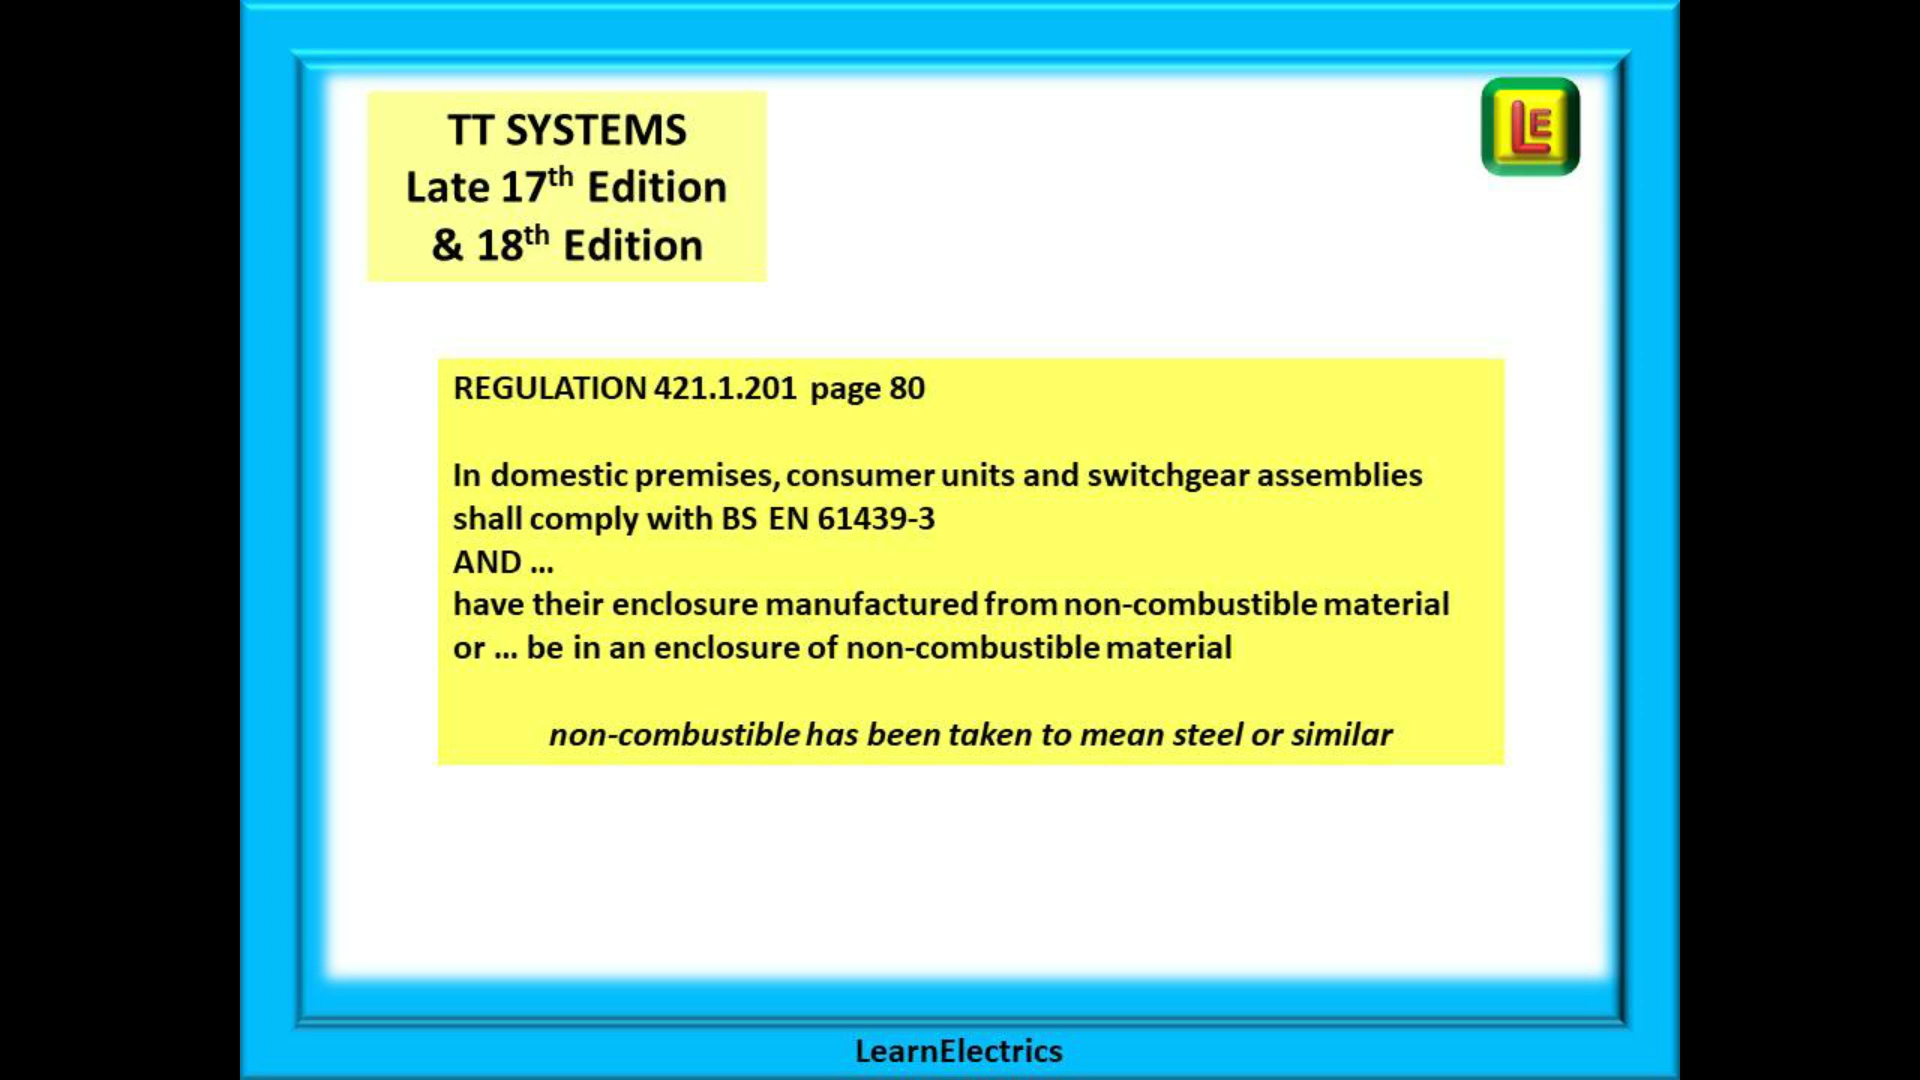 TT SYSTEMS
Late 17th Edition
& 18th Edition
LE
REGULATION 421.1.201 page 80
In domestic premises, consumer units and switchgear assemblies
shall comply with BS EN 61439-3
AND ...
have their enclosure manufactured from non-combustible material
or ... be in an enclosure of non-combustible material
non-combustible has been taken to mean steel or similar
LearnElectrics